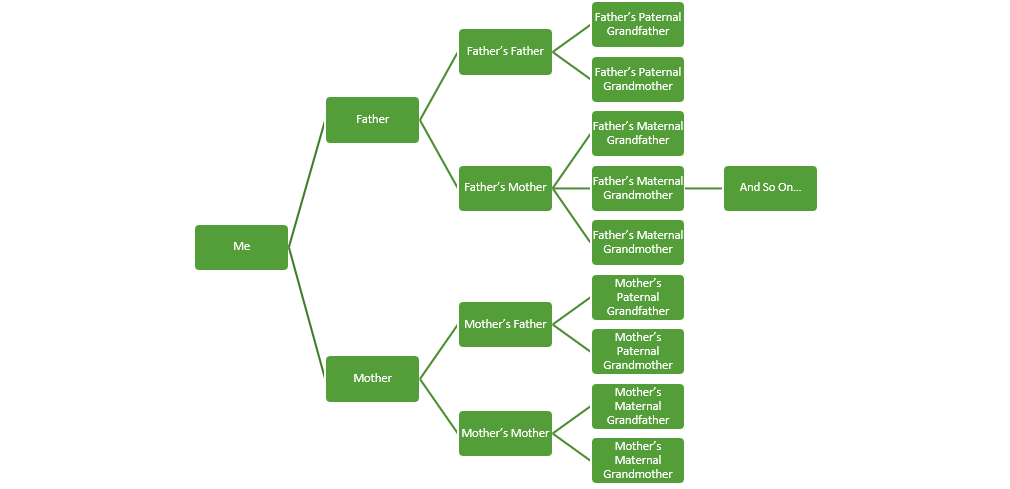 Father's Paternal
Grandfather
Father's Father
Father's Paternal
Grandmother
Father
Father's Maternal
Grandfather
Father's Mother
Father's Maternal
Grandmother
And So On...
Father's Maternal
Grandmother
Me
Mother's
Paternal
Grandfather
Mother's Father
Mother's
Paternal
Grandmother
Mother
Mother's
Maternal
Grandfather
Mother's Mother
Mother's
Maternal
Grandmother